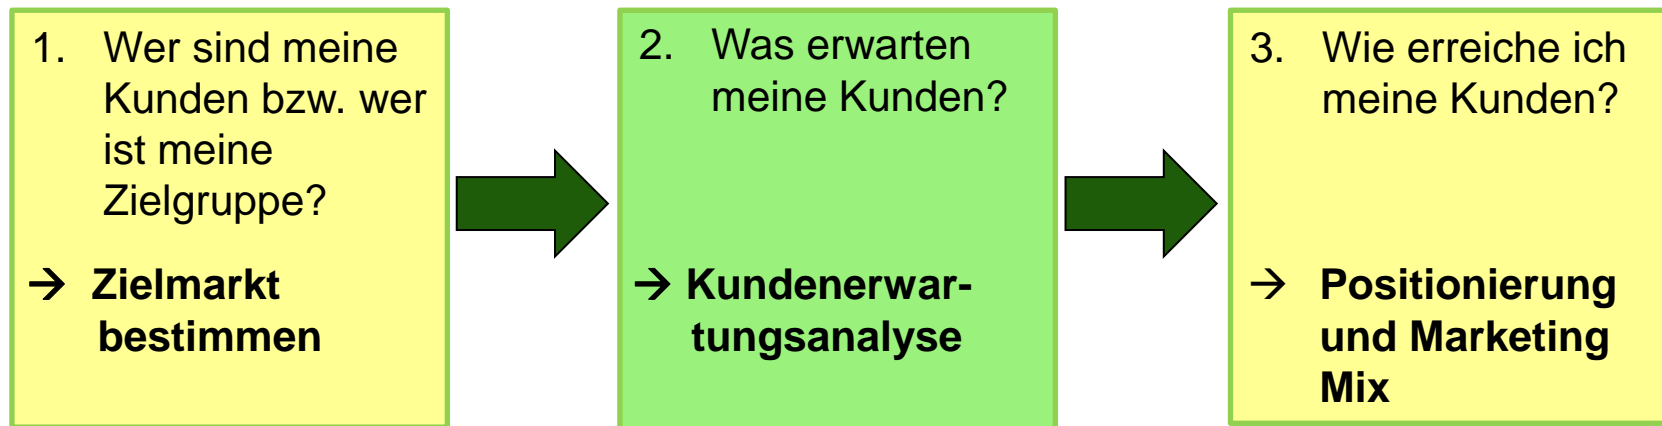 1. Wer sind meine
Kunden bzw. wer
ist meine
Zielgruppe?
→ Zielmarkt
bestimmen
2. Was erwarten
meine Kunden?
→ Kundenerwar-
tungsanalyse
3. Wie erreiche ich
meine Kunden?
→ Positionierung
und Marketing
Mix